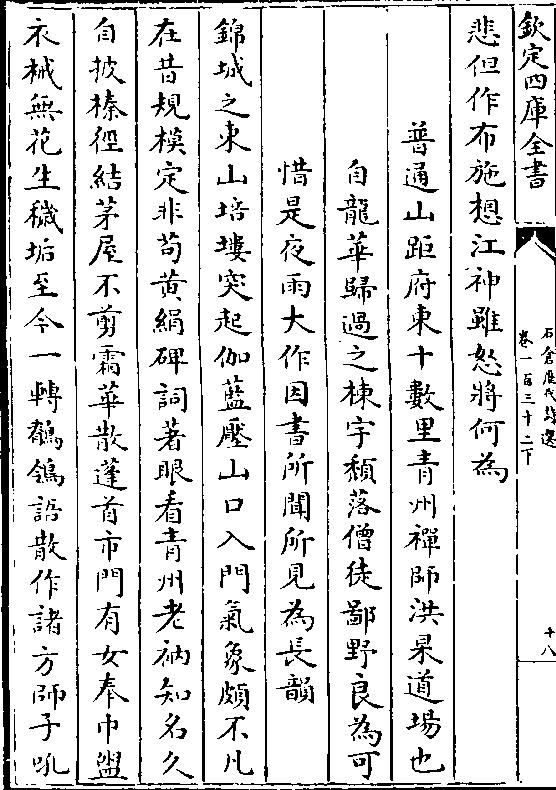 欽定四庫全書
石倉歷代詩選
卷一百三十二下
十八
悲但作布施想江神雖怒將何為
普通山距府東十數里青州禪師洪杲道場也
自龍華歸過之棟宇頹落僧徒鄙野良為可
惜是夜雨大作因書所聞所見為長韻
錦城之東山培塿突起伽藍壓山口入門氣象頗不凡
在昔規模定非苟黄絹碑詞著眼看青州老衲知名久
自披榛徑結茅屋不剪霜華散蓬首市門有女奉巾盥
衣械無花生穢垢至今一轉鵓鴿語散作諸方師子吼